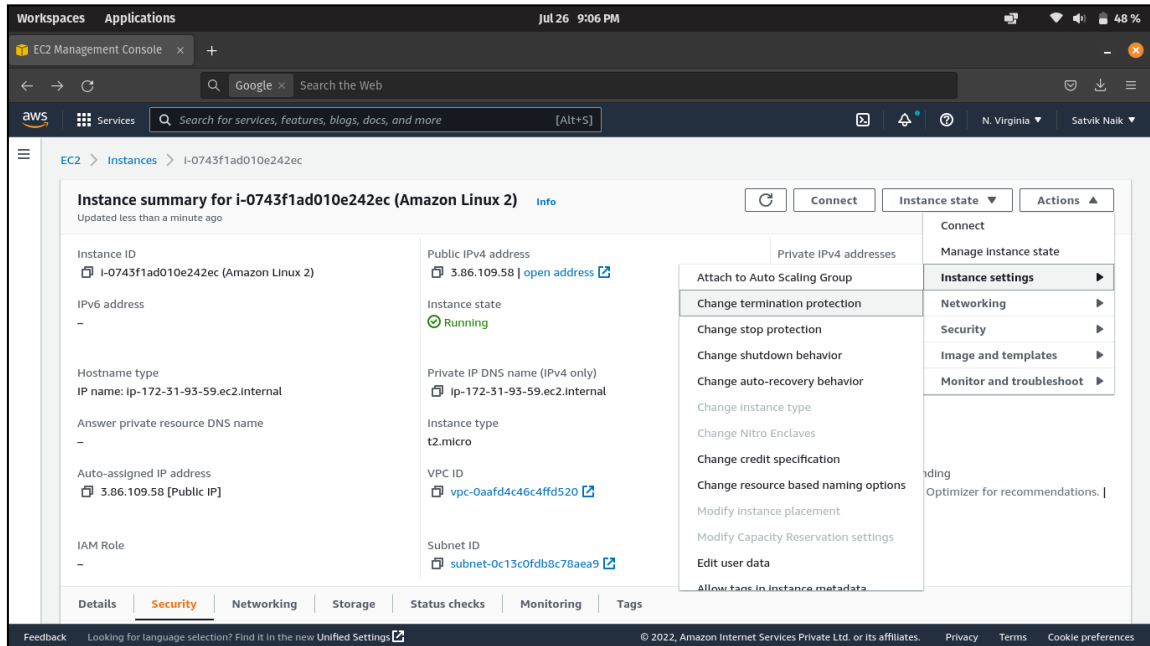 Workspaces Applications Jul 26 9:06 PM 48 %
EC2 Management Console × +
Google × Search the Web
aws Services Search for services, features, blogs, docs, and more [Alt+S] N. Virginia ▼ Satvik Naik ▼
EC2 > Instances > i-0743f1ad010e242ec
Instance summary for i-0743f1ad010e242ec (Amazon Linux 2) Info
Updated less than a minute ago
Connect
Instance state ▼
Actions ▲
Connect
Manage instance state
Instance settings
Networking
Security
Image and templates
Monitor and troubleshoot
Attach to Auto Scaling Group
Change termination protection
Change stop protection
Change shutdown behavior
Change auto-recovery behavior
Change instance type
Change Nitro Enclaves
Change credit specification
Change resource based naming options
Modify instance placement
Modify Capacity Reservation settings
Edit user data
Allow tags in instance metadata
Instance ID
i-0743f1ad010e242ec (Amazon Linux 2)
Public IPv4 address
3.86.109.58 | open address
Private IPv4 addresses
IPv6 address
–
Instance state
Running
Hostname type
IP name: ip-172-31-93-59.ec2.internal
Private IP DNS name (IPv4 only)
ip-172-31-93-59.ec2.internal
Answer private resource DNS name
–
Instance type
t2.micro
Auto-assigned IP address
3.86.109.58 [Public IP]
VPC ID
vpc-0aafd4c46c4ffd520
nding
Optimizer for recommendations. |
IAM Role
–
Subnet ID
subnet-0c13c0fdb8c78aea9
Details Security Networking Storage Status checks Monitoring Tags
Feedback Looking for language selection? Find it in the new Unified Settings © 2022, Amazon Internet Services Private Ltd. or its affiliates. Privacy Terms Cookie preferences